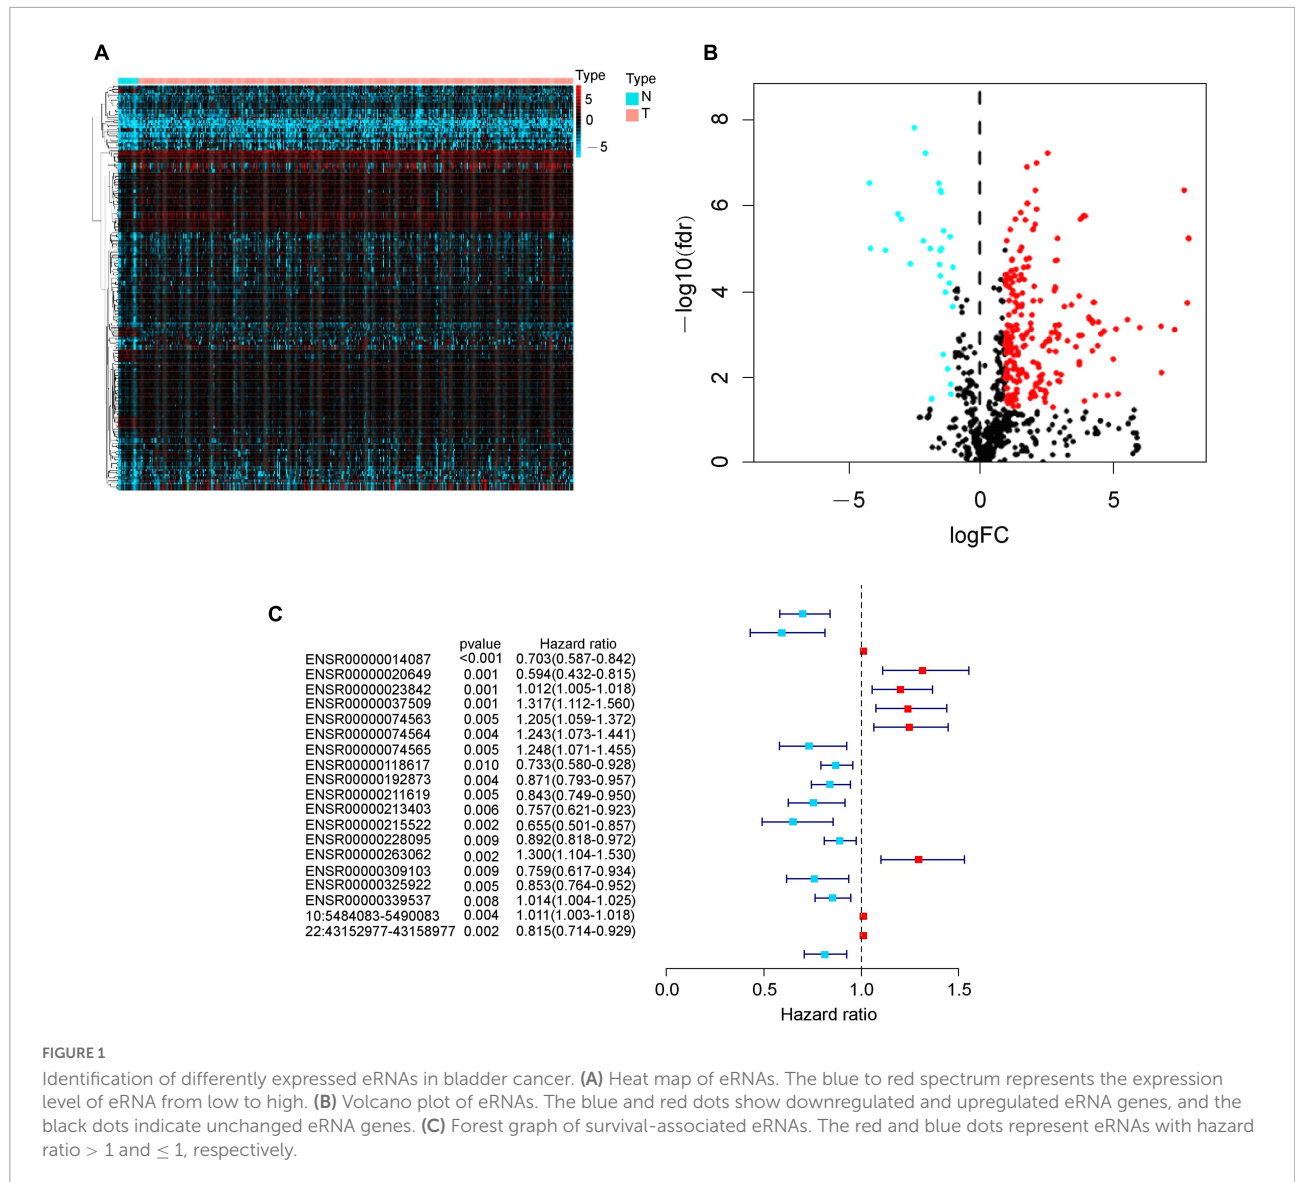 A
Type
5
0
−5
Type
N
T
B
8
6
4
2
0
−log10(fdr)
−5 0 5
logFC
C
pvalue Hazard ratio
ENSR00000014087 <0.001 0.703(0.587-0.842)
ENSR00000020649 0.001 0.594(0.432-0.815)
ENSR00000023842 0.001 1.012(1.005-1.018)
ENSR00000037509 0.001 1.317(1.112-1.560)
ENSR00000074563 0.005 1.205(1.059-1.372)
ENSR00000074564 0.004 1.243(1.073-1.441)
ENSR00000074565 0.005 1.248(1.071-1.455)
ENSR00000118617 0.010 0.733(0.580-0.928)
ENSR00000192873 0.004 0.871(0.793-0.957)
ENSR00000211619 0.005 0.843(0.749-0.950)
ENSR00000213403 0.006 0.757(0.621-0.923)
ENSR00000215522 0.002 0.655(0.501-0.857)
ENSR00000228095 0.009 0.892(0.818-0.972)
ENSR00000263062 0.002 1.300(1.104-1.530)
ENSR00000309103 0.009 0.759(0.617-0.934)
ENSR00000325922 0.005 0.853(0.764-0.952)
ENSR00000339537 0.008 1.014(1.004-1.025)
10:5484083-5490083 0.004 1.011(1.003-1.018)
22:43152977-43158977 0.002 0.815(0.714-0.929)
0.0 0.5 1.0 1.5
Hazard ratio
FIGURE 1
Identification of differently expressed eRNAs in bladder cancer. (A) Heat map of eRNAs. The blue to red spectrum represents the expression
level of eRNA from low to high. (B) Volcano plot of eRNAs. The blue and red dots show downregulated and upregulated eRNA genes, and the
black dots indicate unchanged eRNA genes. (C) Forest graph of survival-associated eRNAs. The red and blue dots represent eRNAs with hazard
ratio > 1 and ≤ 1, respectively.